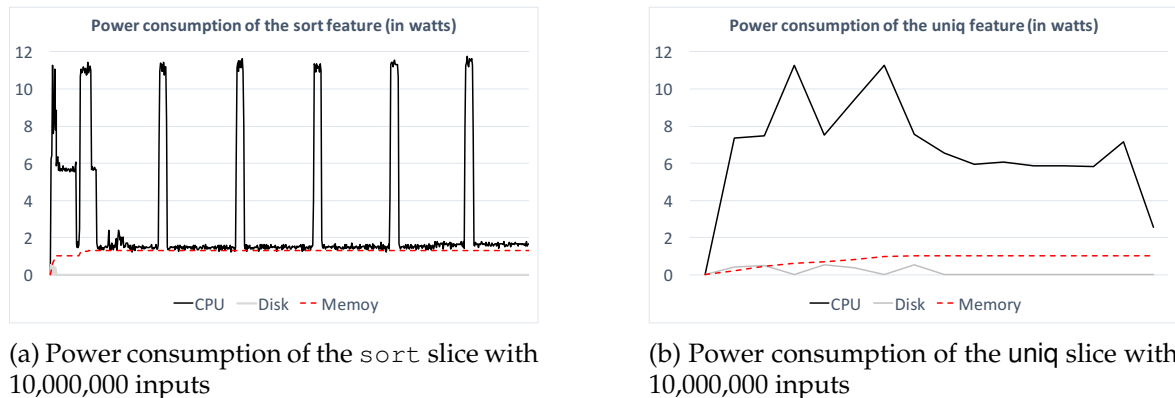 Power consumption of the sort feature (in watts)
12
10
8
6
4
2
0
CPU Disk Memoy
(a) Power consumption of the sort slice with
10,000,000 inputs
Power consumption of the uniq feature (in watts)
12
10
8
6
4
2
0
CPU Disk Memory
(b) Power consumption of the uniq slice with
10,000,000 inputs